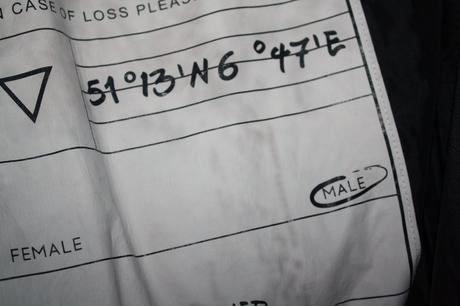 N CASE OF LOSS PLEAS
51°13'N 6°47'E
MALE
FEMALE